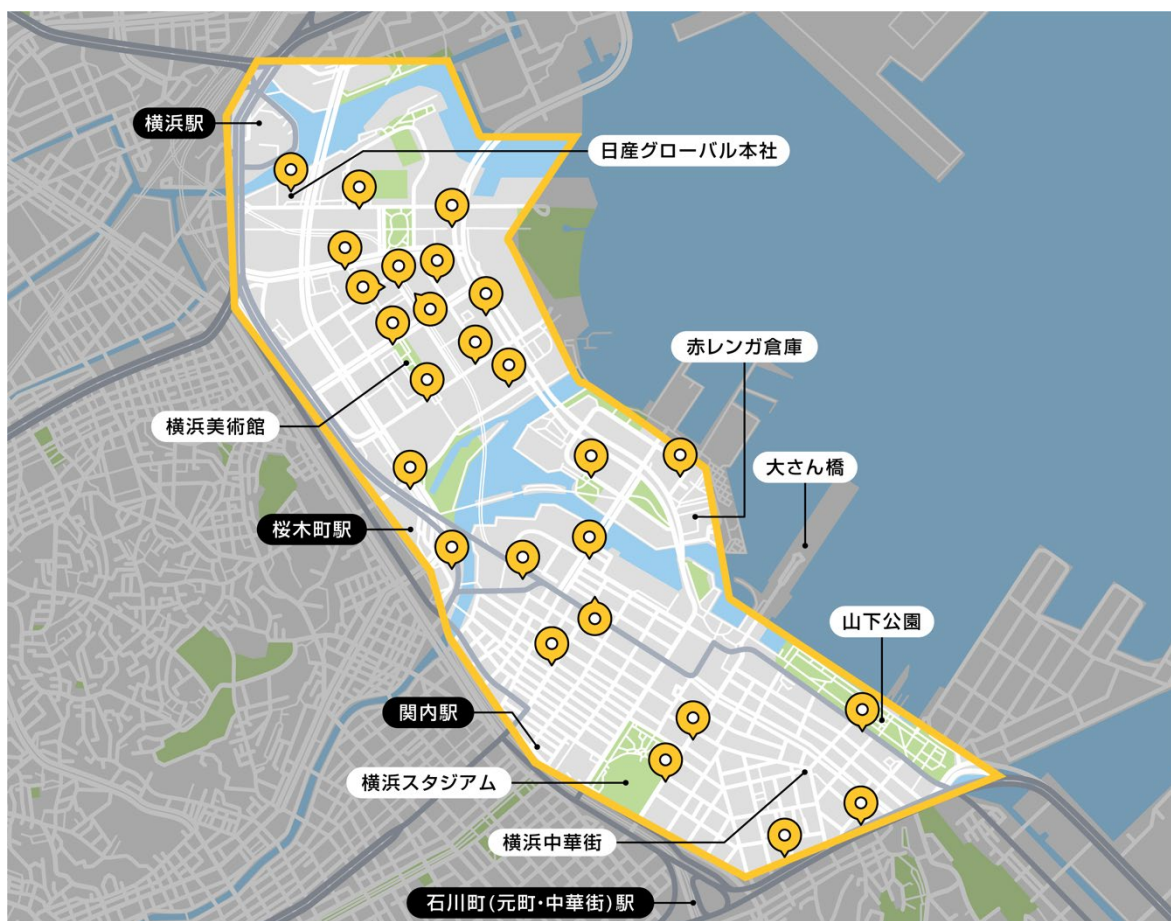 横浜駅
日産グローバル本社
赤レンガ倉庫
横浜美術館
大さん橋
桜木町駅
山下公園
関内駅
横浜スタジアム
横浜中華街
石川町(元町・中華街)駅